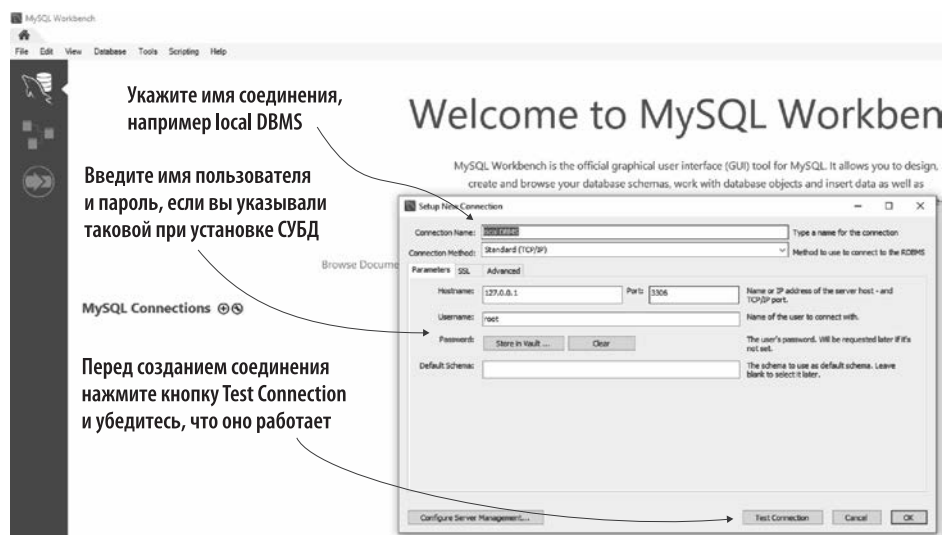 MySQL Workbench
File Edit View Database Tools Scripting Help
Укажите имя соединения,
например local DBMS
Welcome to MySQL Workben
MySQL Workbench is the official graphical user interface (GUI) tool for MySQL. It allows you to design,
create and browse your database schemas, work with database objects and insert data as well as
Введите имя пользователя
и пароль, если вы указывали
таковой при установке СУБД
Browse Docume
MySQL Connections
Перед созданием соединения
нажмите кнопку Test Connection
и убедитесь, что оно работает
Setup New Connection
Connection Name: local DBMS Type a name for the connection
Connection Method: Standard (TCP/IP) Method to use to connect to the RDBMS
Parameters SSL Advanced
Hostname: 127.0.0.1 Port: 3306 Name or IP address of the server host - and
TCP/IP port.
Username: root Name of the user to connect with.
Password: Store in Vault ... Clear The user's password. Will be requested later if it's
not set.
Default Schema: The schema to use as default schema. Leave
blank to select it later.
Configure Server Management... Test Connection Cancel OK